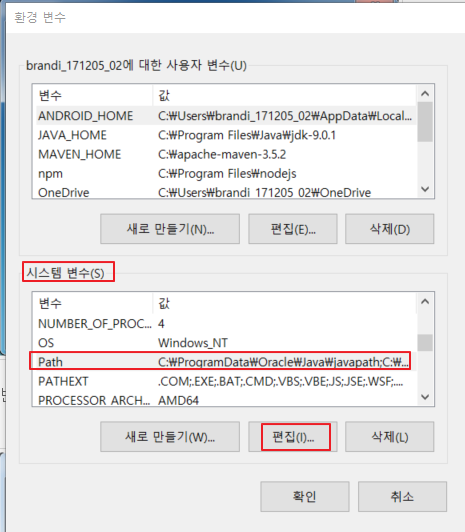 환경 변수
brandi_171205_02에 대한 사용자 변수(U)
변수 값
ANDROID_HOME C:₩Users₩brandi_171205_02₩AppData₩Local...
JAVA_HOME C:₩Program Files₩Java₩jdk-9.0.1
MAVEN_HOME C:₩apache-maven-3.5.2
npm C:₩Program Files₩nodejs
OneDrive C:₩Users₩brandi_171205_02₩OneDrive
새로 만들기(N)... 편집(E)... 삭제(D)
시스템 변수(S)
변수 값
NUMBER_OF_PROC... 4
OS Windows_NT
Path C:₩ProgramData₩Oracle₩Java₩javapath;C:₩...
PATHEXT .COM;.EXE;.BAT;.CMD;.VBS;.VBE;.JS;.JSE;.WSF;....
PROCESSOR_ARCH... AMD64
새로 만들기(W)... 편집(I)... 삭제(L)
확인 취소